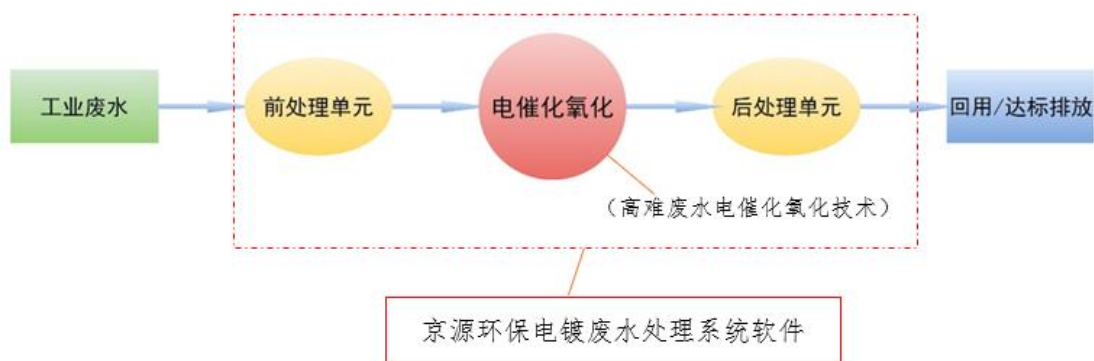 工业废水
前处理单元
电催化氧化
后处理单元
回用/达标排放
（高难废水电催化氧化技术）
京源环保电镀废水处理系统软件